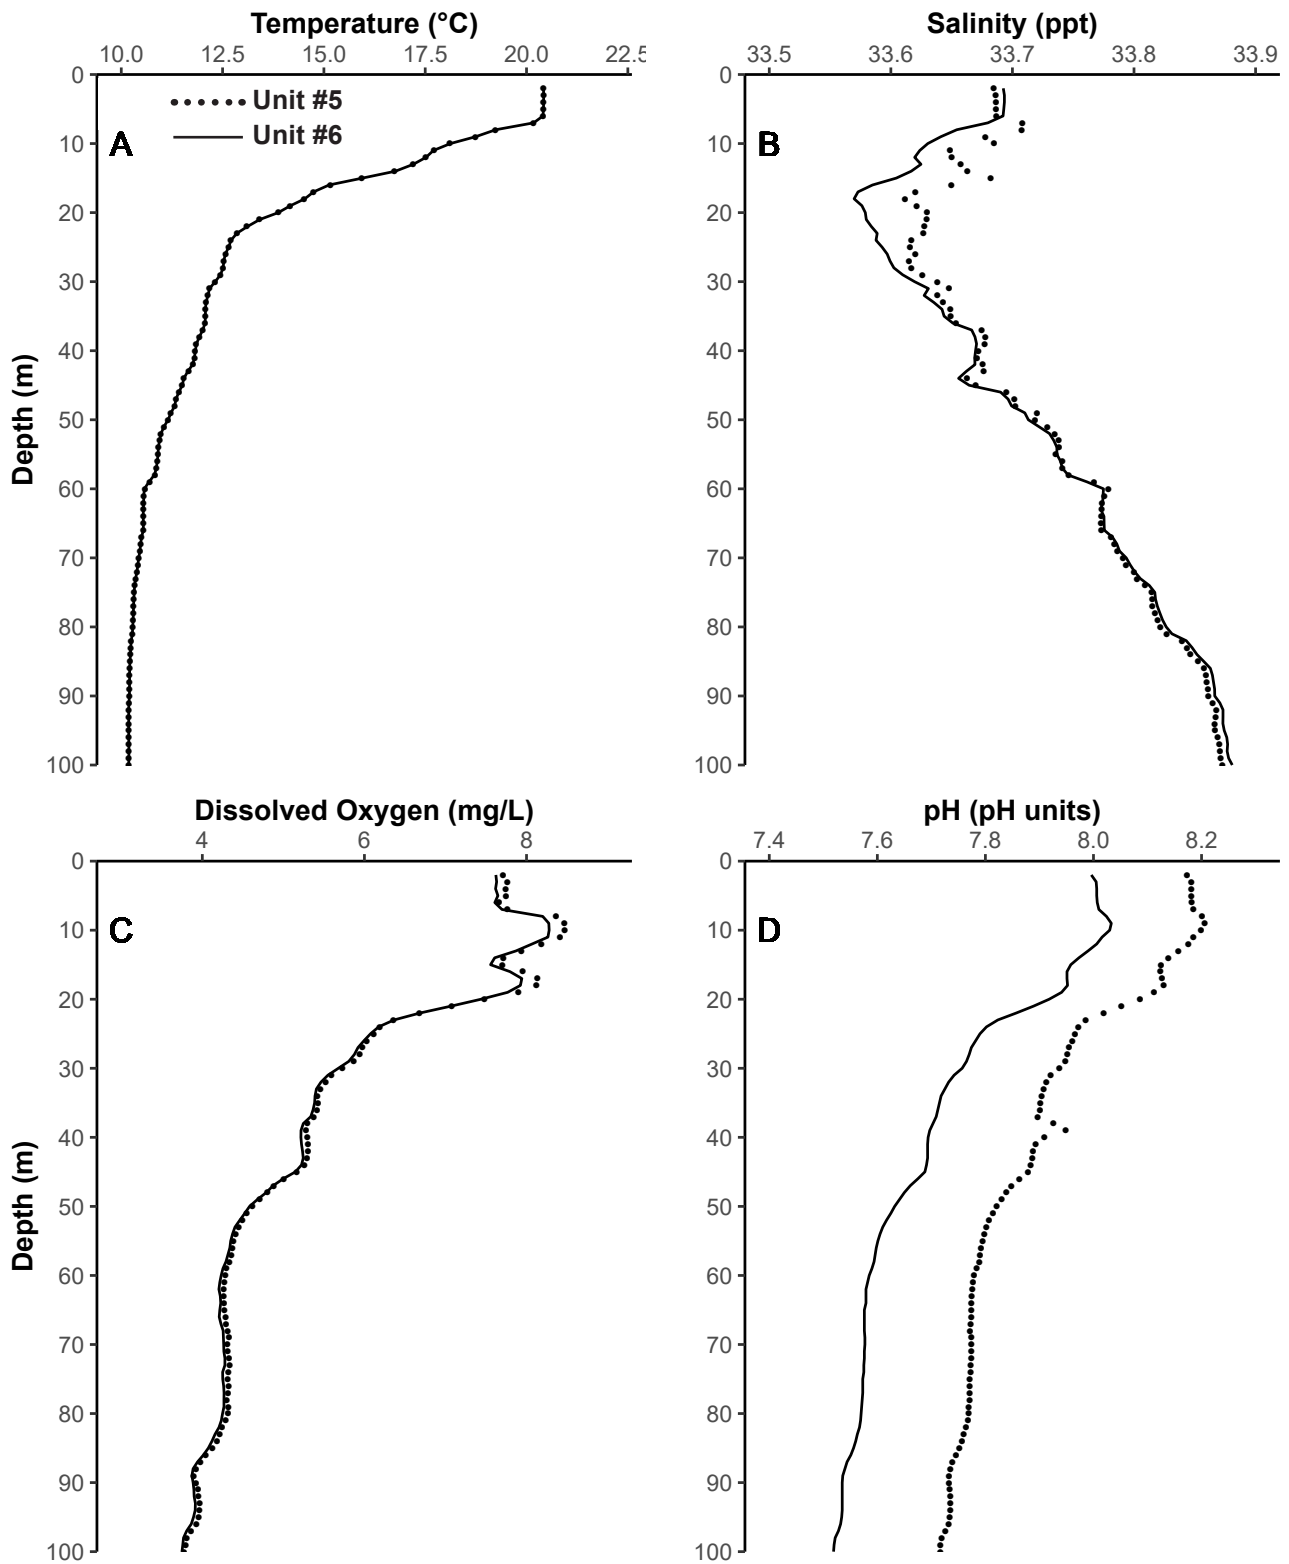 Temperature (°C)
10.0 12.5 15.0 17.5 20.0 22.5
0
10
20
30
40
50
60
70
80
90
100
Depth (m)
Unit #5
Unit #6
A
Salinity (ppt)
33.5 33.6 33.7 33.8 33.9
0
10
20
30
40
50
60
70
80
90
100
B
Dissolved Oxygen (mg/L)
4 6 8
0
10
20
30
40
50
60
70
80
90
100
Depth (m)
C
pH (pH units)
7.4 7.6 7.8 8.0 8.2
0
10
20
30
40
50
60
70
80
90
100
D